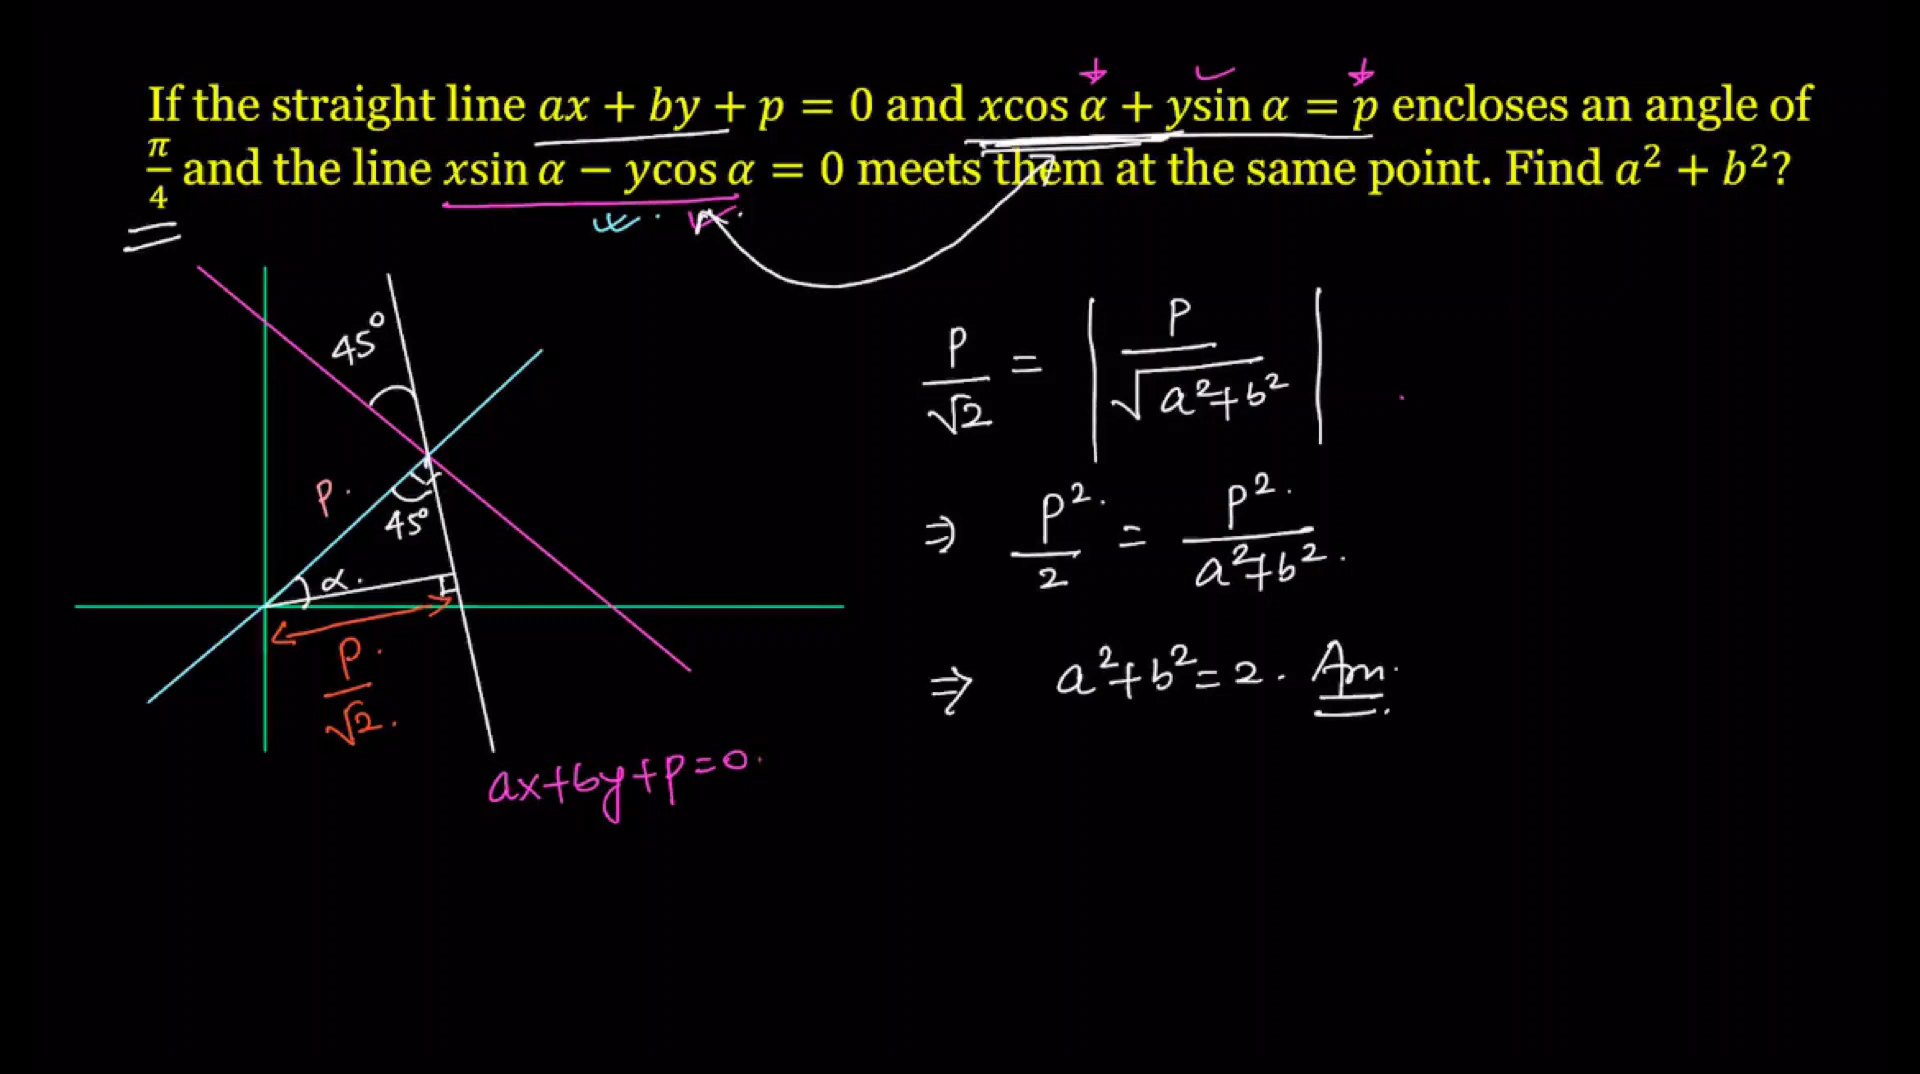 If the straight line ax + by + p = 0 and xcos α + ysin α = p encloses an angle of
π/4 and the line xsin α − ycos α = 0 meets them at the same point. Find a² + b²?
45°
P.
45°
α.
P/√2.
ax+by+p=0.
P/√2 = |P/√(a²+b²)|
⇒ P²./2 = P²./(a²+b²).
⇒ a²+b²=2. Ans.